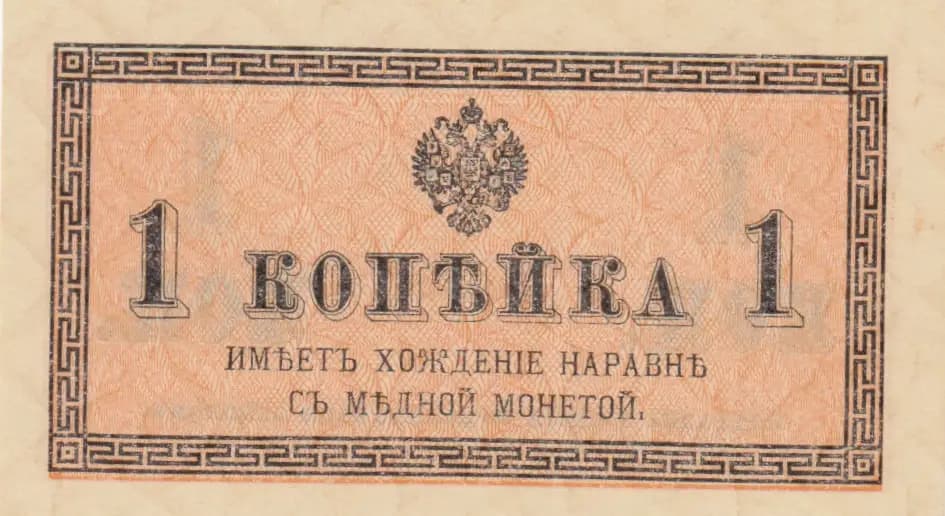 1 КОПѢЙКА 1
ИМѢЕТЪ ХОЖДЕНІЕ НАРАВНѢ
СЪ МѢДНОЙ МОНЕТОЙ.